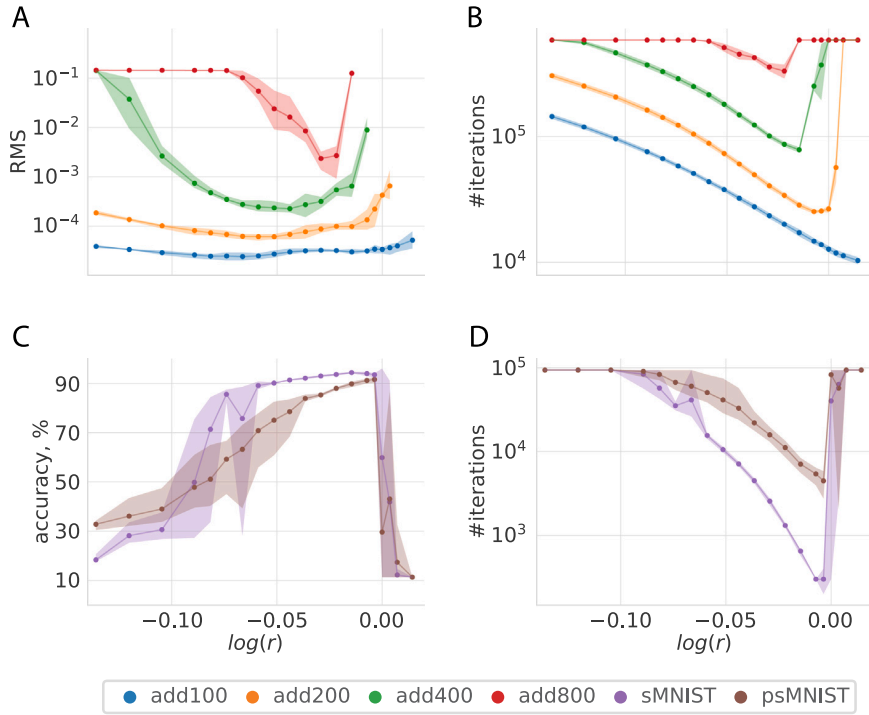 A
B
RMS
10⁻¹
10⁻²
10⁻³
10⁻⁴
#iterations
10⁵
10⁴
C
D
accuracy, %
90
70
50
30
10
−0.10
−0.05
0.00
log(r)
#iterations
10⁵
10⁴
10³
−0.10
−0.05
0.00
log(r)
add100
add200
add400
add800
sMNIST
psMNIST